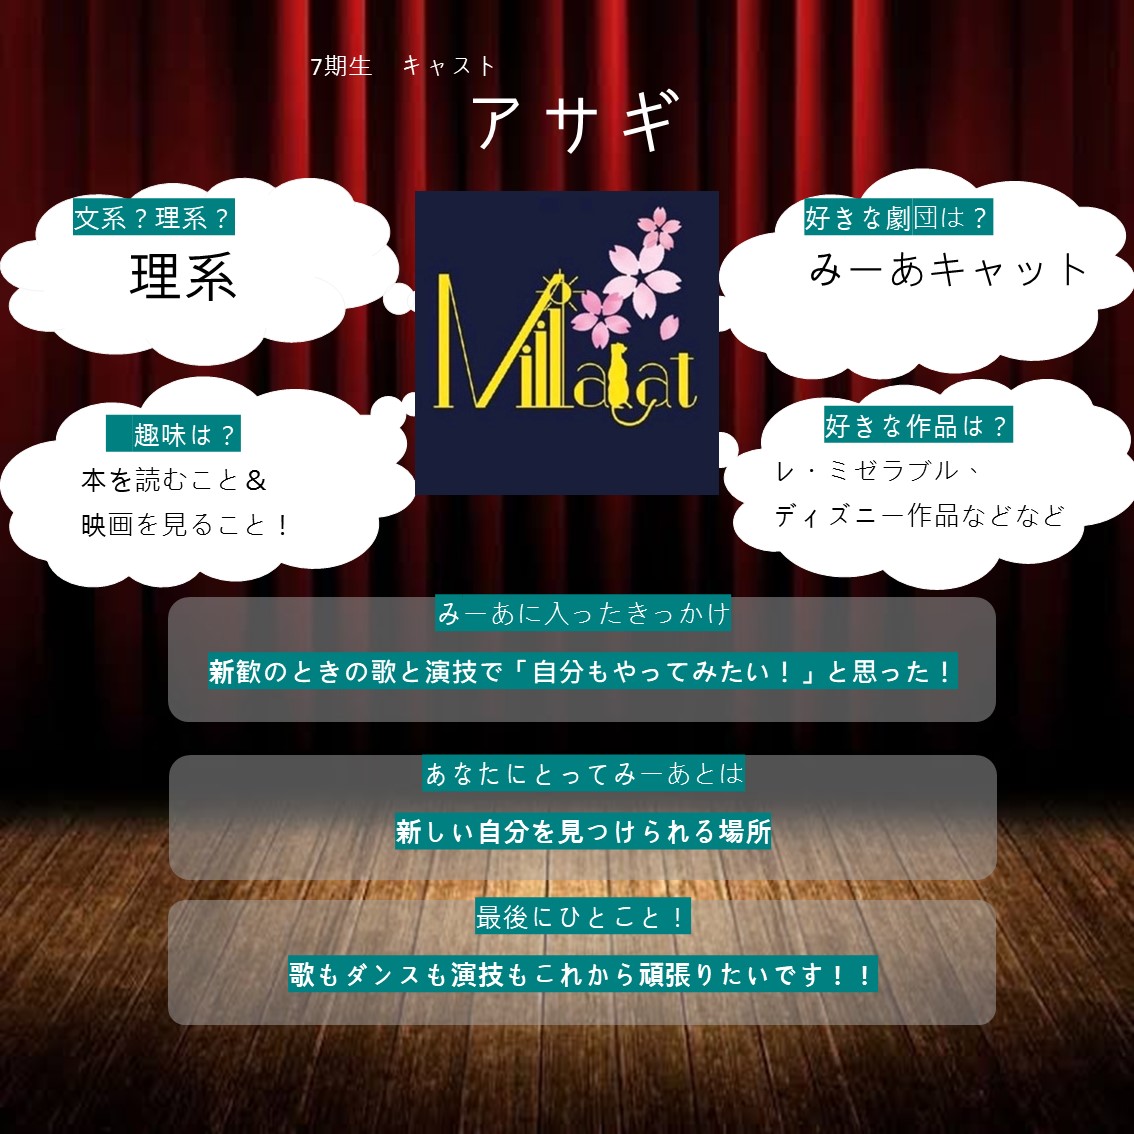 7期生　キャスト
アサギ
文系？理系？
理系
好きな劇団は？
みーあキャット
趣味は？
本を読むこと＆
映画を見ること！
好きな作品は？
レ・ミゼラブル、
ディズニー作品などなど
みーあに入ったきっかけ
新歓のときの歌と演技で「自分もやってみたい！」と思った！
あなたにとってみーあとは
新しい自分を見つけられる場所
最後にひとこと！
歌もダンスも演技もこれから頑張りたいです！！